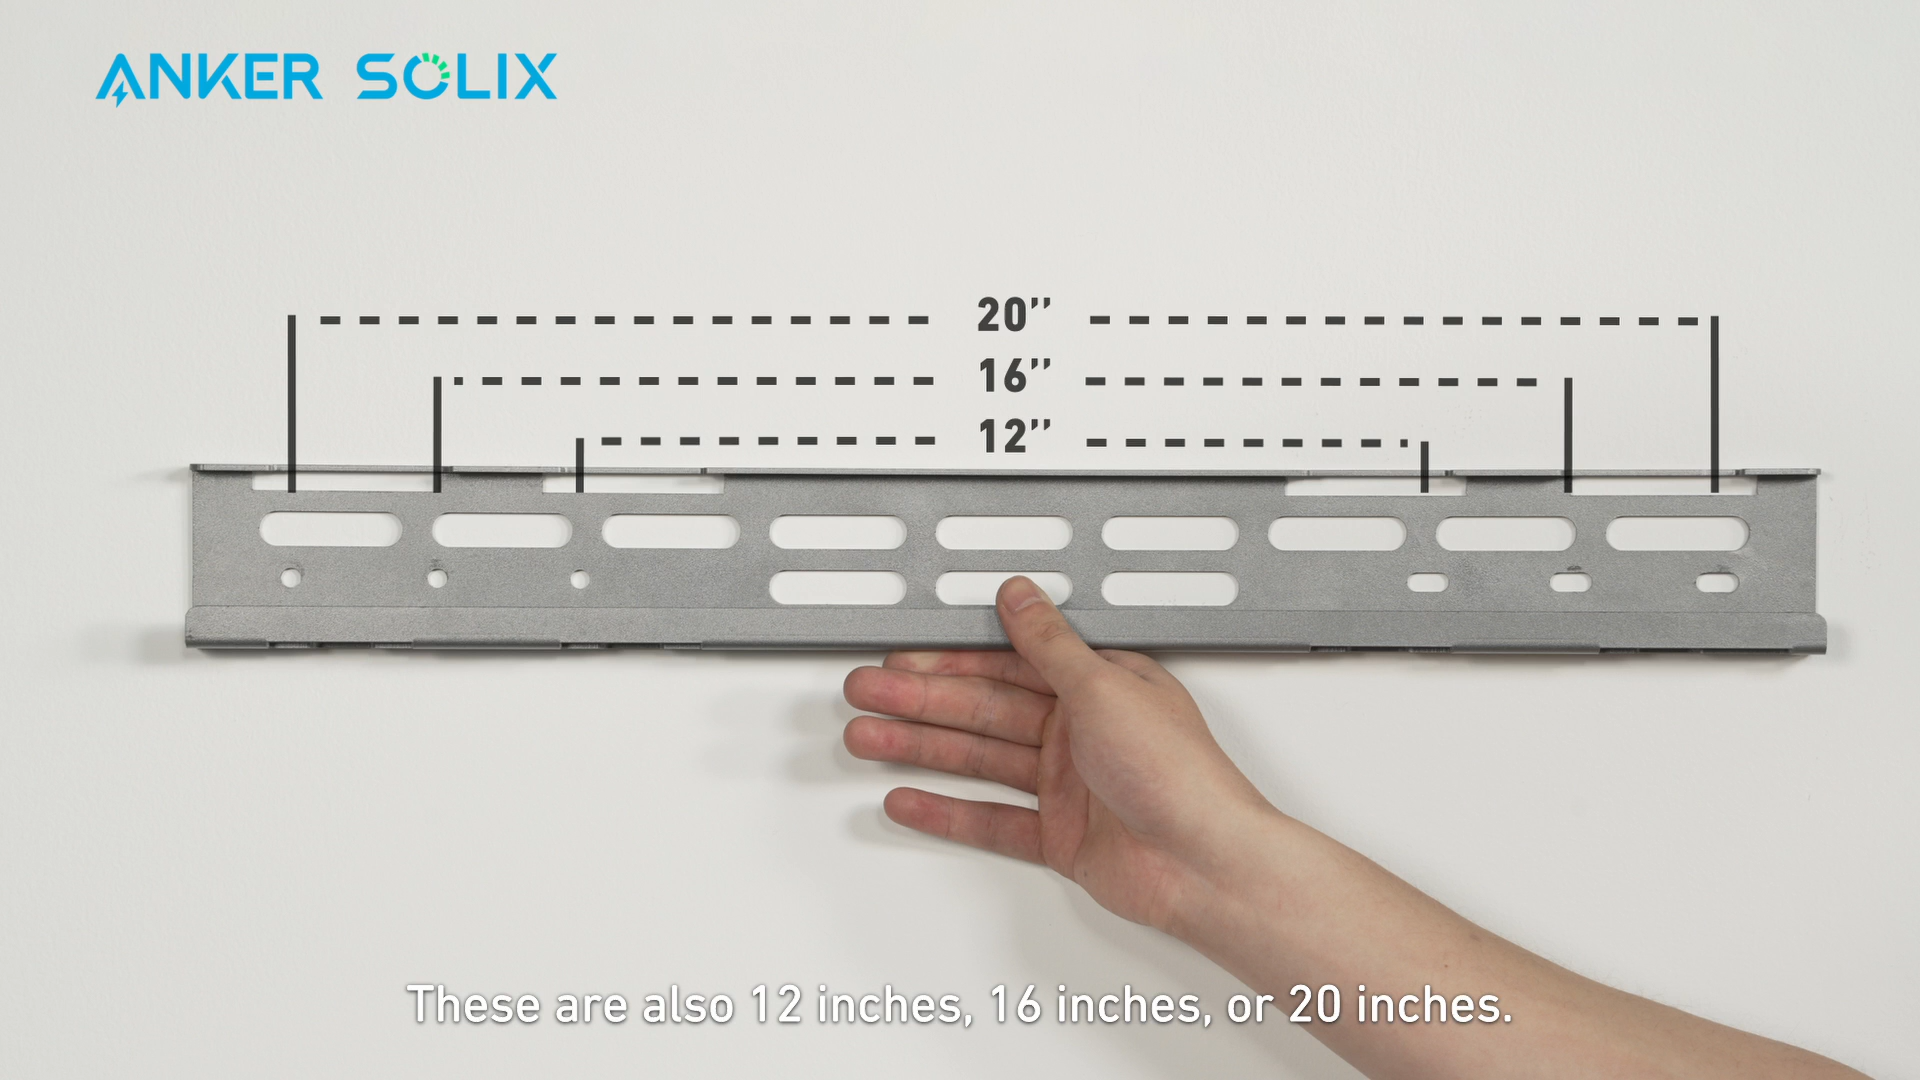 ANKER SOLIX
20’’
16’’
12’’
These are also 12 inches, 16 inches, or 20 inches.